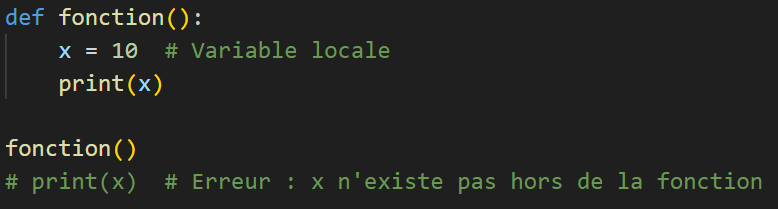 def fonction():
    x = 10  # Variable locale
    print(x)

fonction()
# print(x)  # Erreur : x n'existe pas hors de la fonction